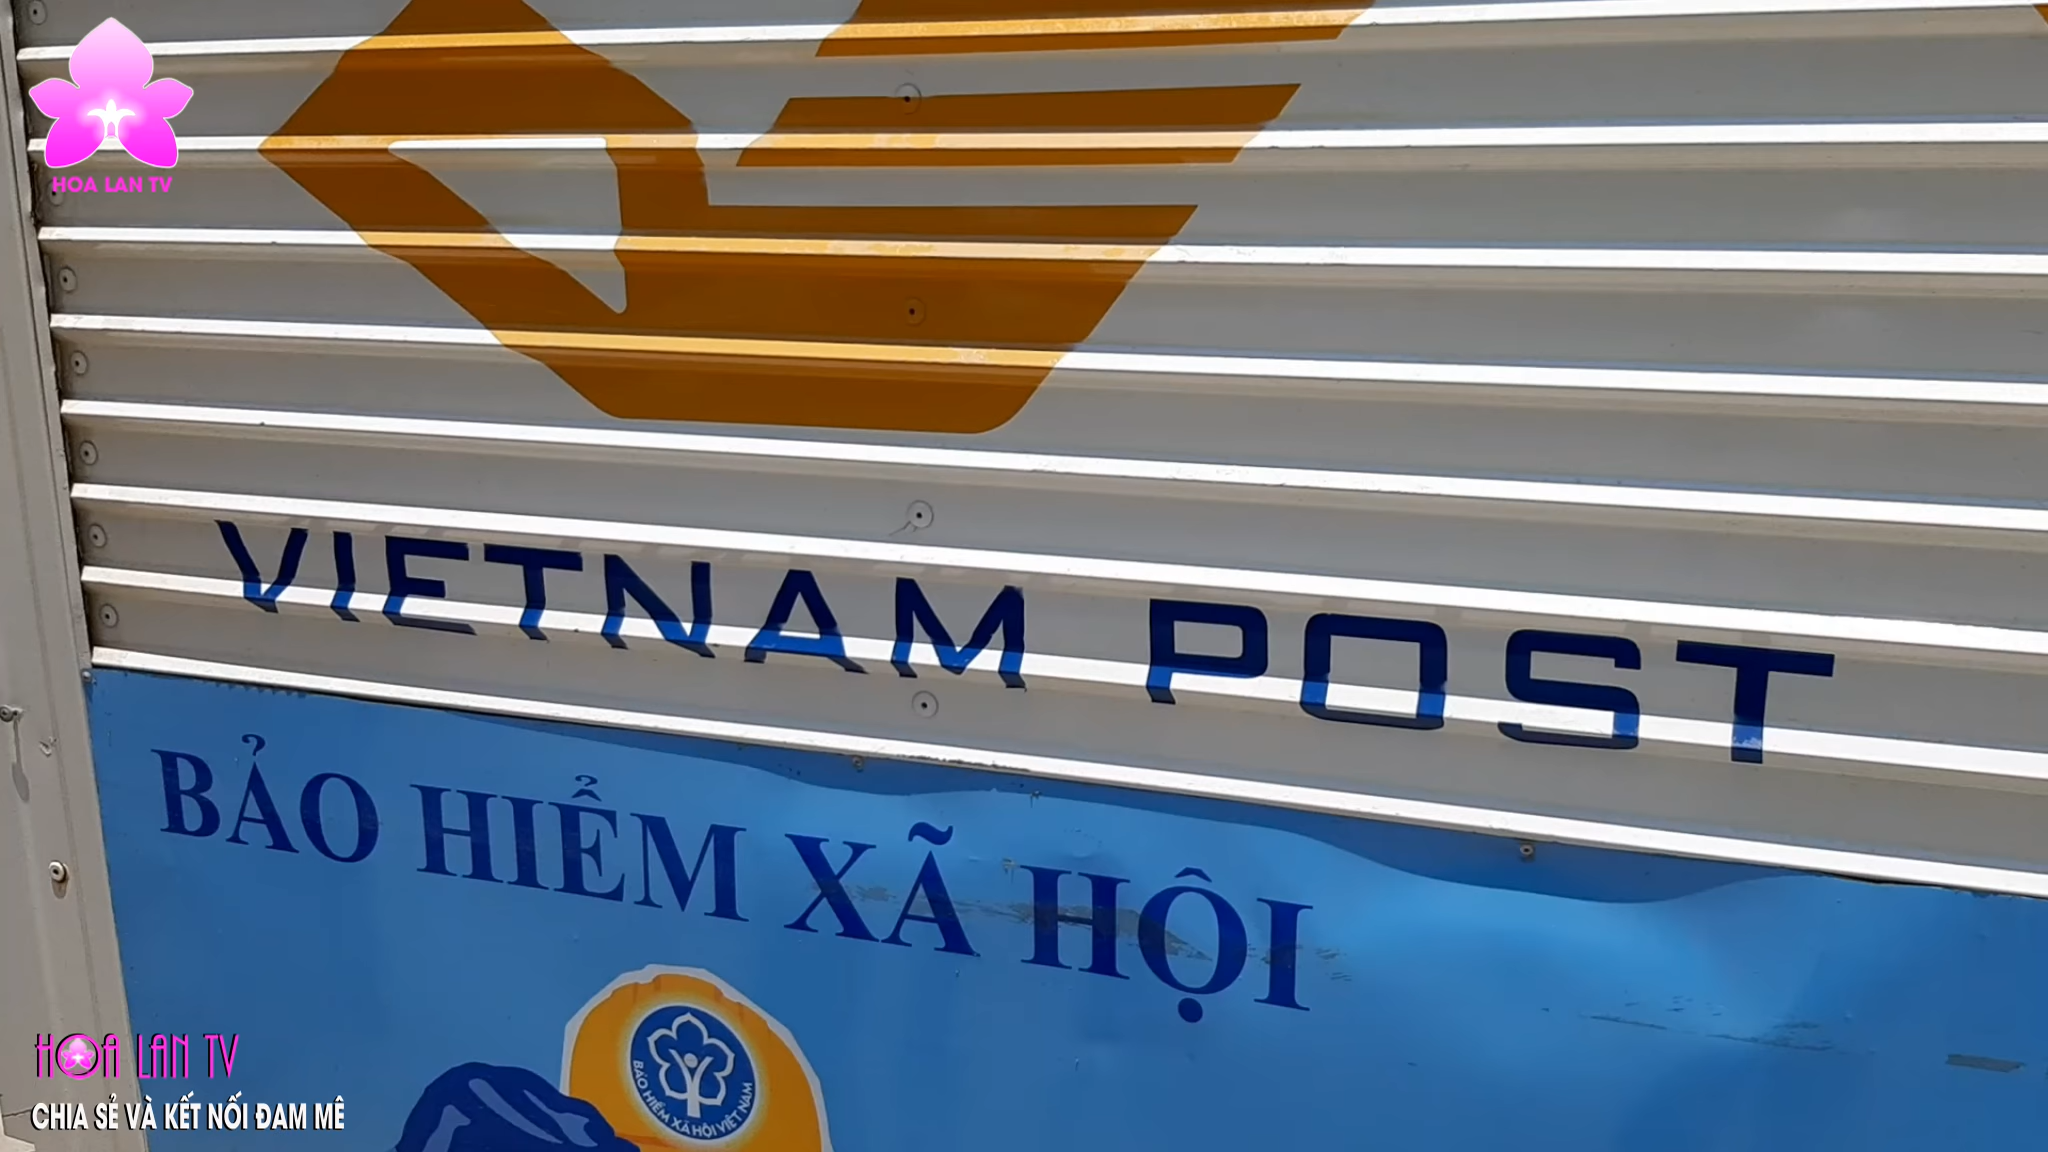 HOA LAN TV
VIETNAM POST
BẢO HIỂM XÃ HỘI
BẢO HIỂM XÃ HỘI VIỆT NAM
HOA LAN TV
CHIA SẺ VÀ KẾT NỐI ĐAM MÊ